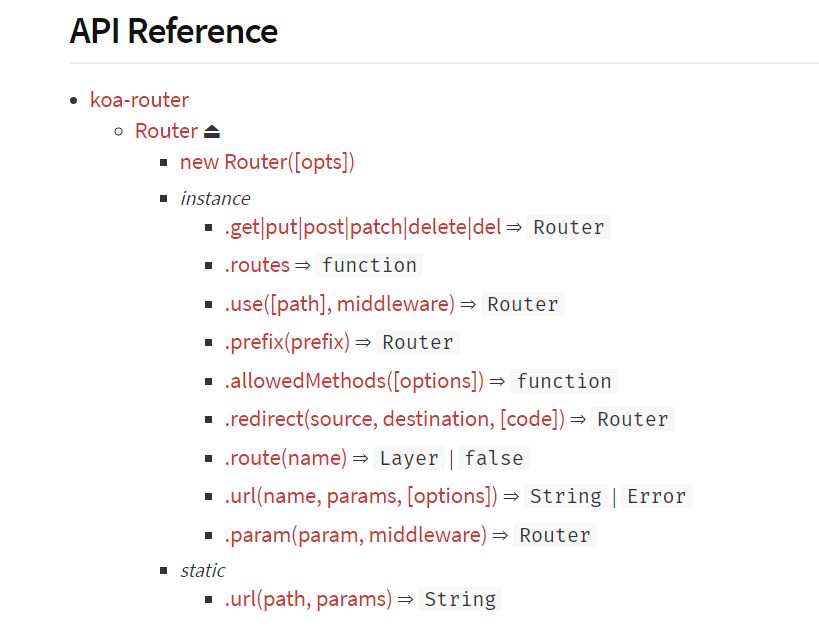 API Reference
koa-router
Router ⏏
new Router([opts])
instance
.get|put|post|patch|delete|del ⇒ Router
.routes ⇒ function
.use([path], middleware) ⇒ Router
.prefix(prefix) ⇒ Router
.allowedMethods([options]) ⇒ function
.redirect(source, destination, [code]) ⇒ Router
.route(name) ⇒ Layer | false
.url(name, params, [options]) ⇒ String | Error
.param(param, middleware) ⇒ Router
static
.url(path, params) ⇒ String